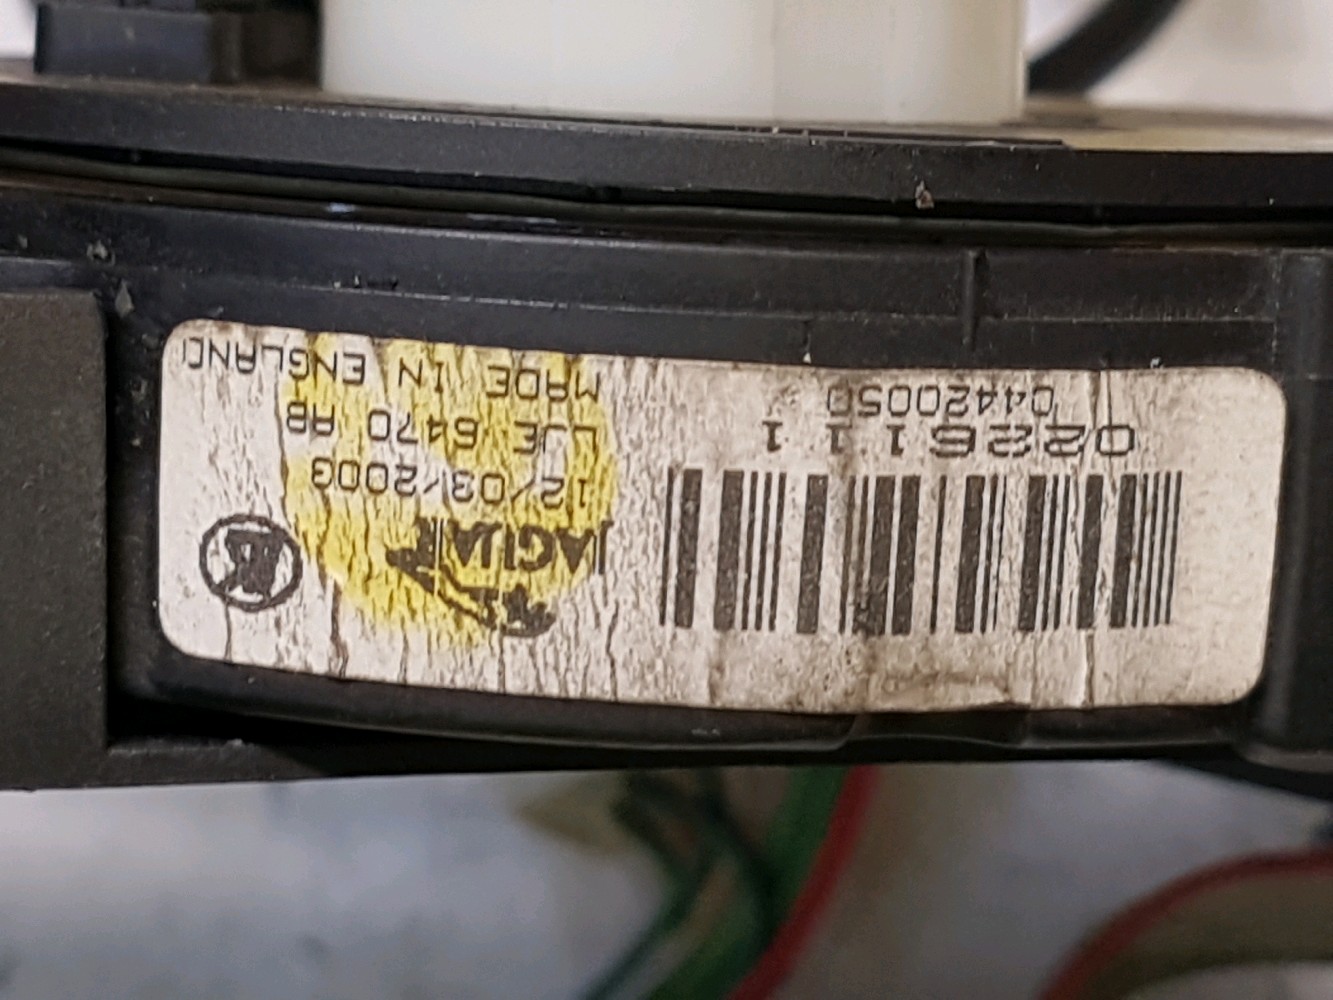 JAGUAR
12/03/2003
LJE 6470 AB
MADE IN ENGLAND
0226111
04420050